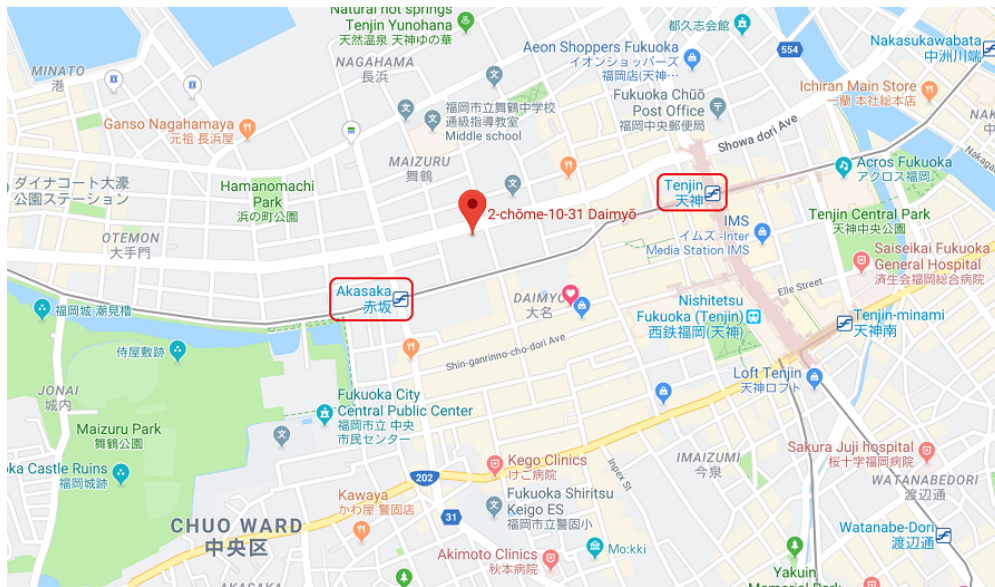 Natural hot springs
Tenjin Yunohana
天然温泉 天神ゆの華
都久志会館
554
Nakasukawabata
中洲川端
Aeon Shoppers Fukuoka
イオンショッパーズ
福岡店(天神…
MINATO
港
NAGAHAMA
長浜
Ichiran Main Store
一蘭 本社総本店
Fukuoka Chūō
Post Office
福岡中央郵便局
福岡市立舞鶴中学校
通級指導教室
Middle school
Ganso Nagahamaya
元祖 長浜屋
Showa dori Ave
MAIZURU
舞鶴
Acros Fukuoka
アクロス福岡
ダイナコート大濠
公園ステーション
Hamanomachi
Park
浜の町公園
Tenjin
天神
2-chōme-10-31 Daimyō
Tenjin Central Park
天神中央公園
IMS
イムズ -Inter
Media Station IMS
OTEMON
大手門
Saiseikai Fukuoka
General Hospital
済生会福岡総合病院
Akasaka
赤坂
Elle Street
DAIMYO
大名
福岡城 潮見櫓
Nishitetsu
Fukuoka (Tenjin)
西鉄福岡(天神)
Tenjin-minami
天神南
侍屋敷跡
Shin-ganrinno-cho-dori Ave
Loft Tenjin
天神ロフト
JONAI
城内
Fukuoka City
Central Public Center
福岡市立 中央
市民センター
Maizuru Park
舞鶴公園
Sakura Juji hospital
桜十字福岡病院
IMAIZUMI
今泉
Kego Clinics
けご病院
Inpex St
oka Castle Ruins
福岡城跡
202
WATANABEDORI
渡辺通
Kawaya
かわ屋 警固店
Fukuoka Shiritsu
Keigo ES
福岡市立警固小
31
CHUO WARD
中央区
Watanabe-Dori
渡辺通
Mo:kki
Akimoto Clinics
秋本病院
Yakuin